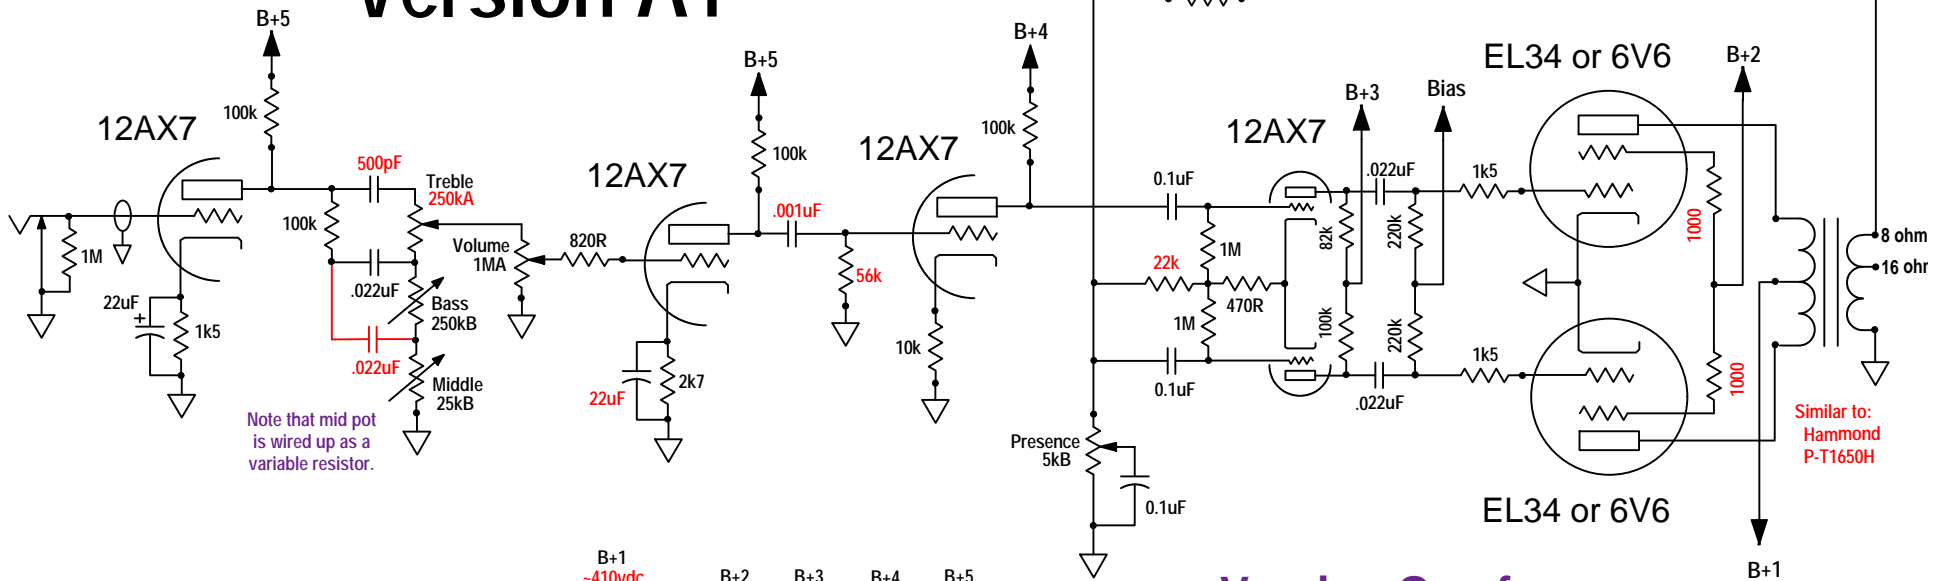 Version A1
B+5
100k
12AX7
1M
22uF
+
1k5
500pF
Treble
250kA
100k
.022uF
Bass
250kB
.022uF
Middle
25kB
Note that mid pot
is wired up as a
variable resistor.
Volume
1MA
820R
12AX7
B+5
100k
.001uF
22uF
2k7
56k
12AX7
B+4
100k
10k
0.1uF
22k
1M
470R
1M
0.1uF
Presence
5kB
0.1uF
12AX7
B+3
82k
100k
.022uF
.022uF
Bias
220k
220k
1k5
1k5
EL34 or 6V6
EL34 or 6V6
B+2
1000
1000
8 ohm
16 ohr
Similar to:
Hammond
P-T1650H
B+1
B+1
~410vdc
B+2
B+3
B+4
B+5